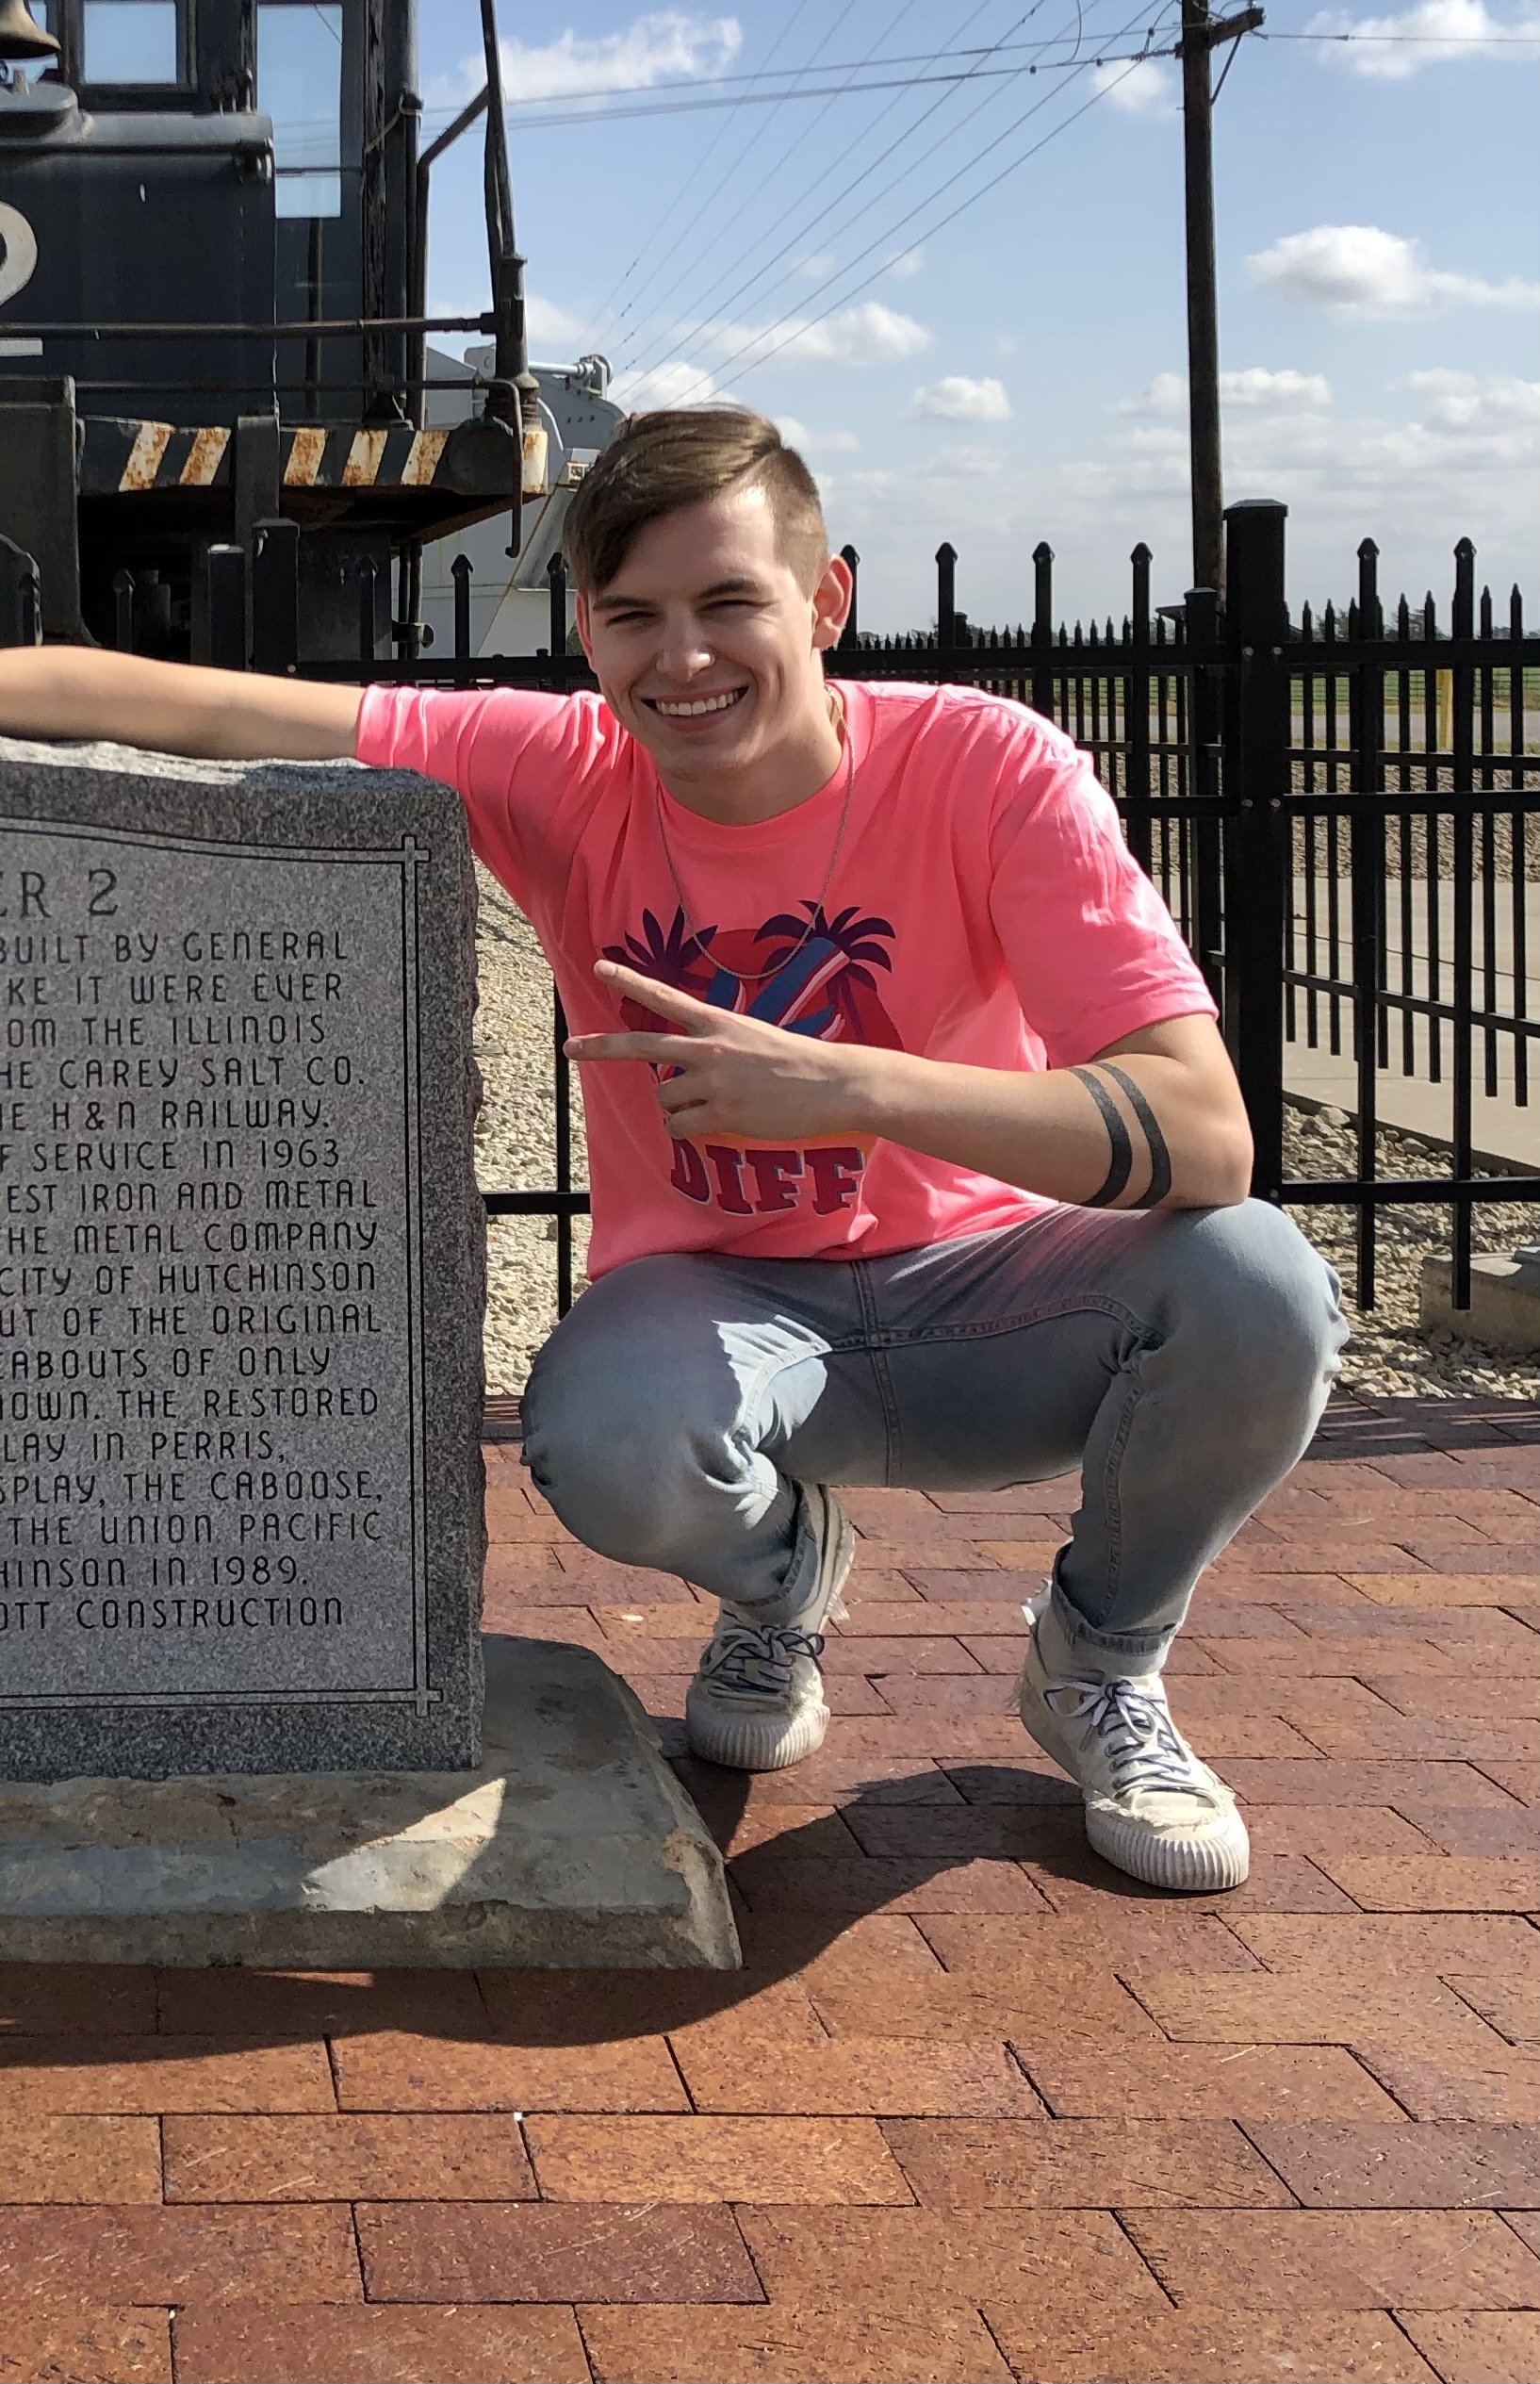 2
ER 2
BUILT BY GENERAL
KE IT WERE EVER
OM THE ILLINOIS
HE CAREY SALT CO.
HE H&N RAILWAY.
F SERVICE IN 1963
EST IRON AND METAL
THE METAL COMPANY
CITY OF HUTCHINSON
UT OF THE ORIGINAL
EABOUTS OF ONLY
NOWN. THE RESTORED
LAY IN PERRIS,
SPLAY, THE CABOOSE,
THE UNION PACIFIC
HINSON IN 1989.
OTT CONSTRUCTION
DIFF